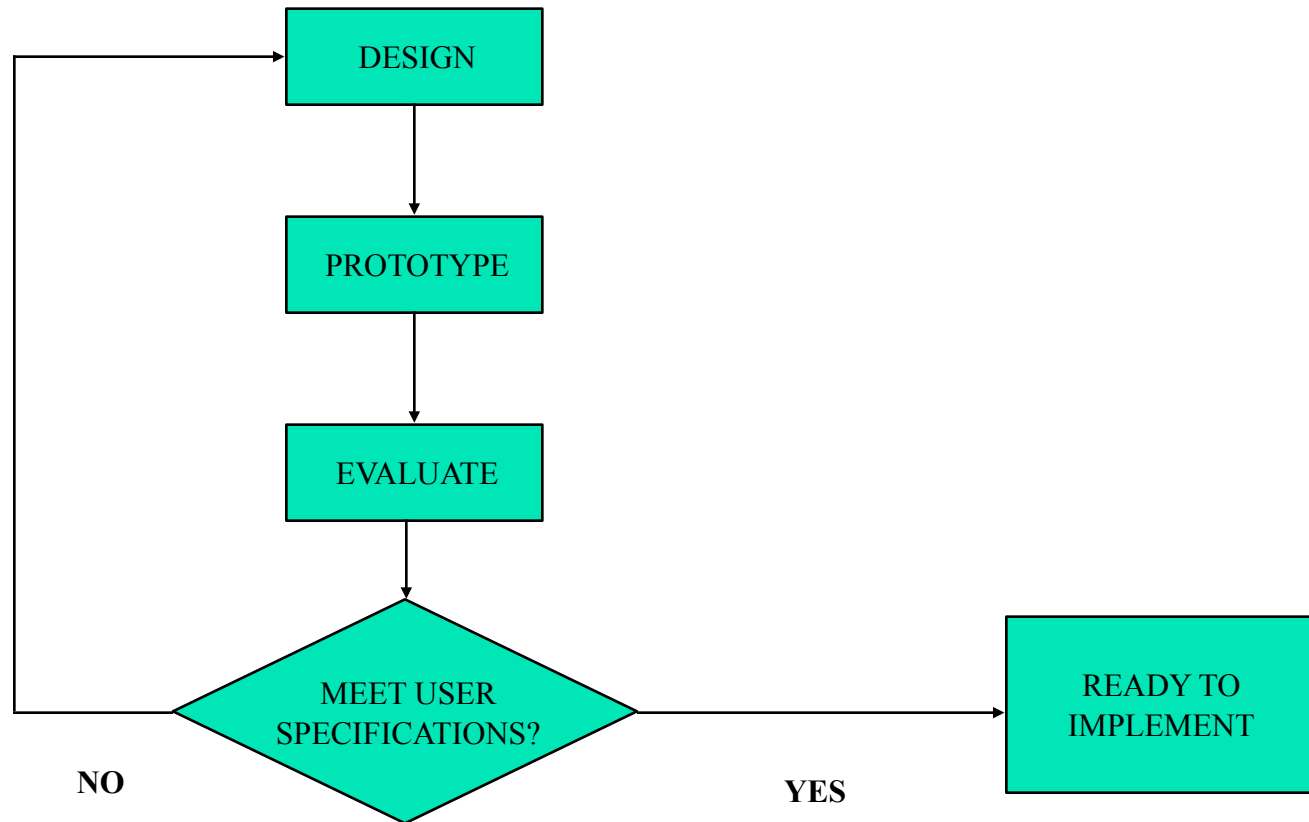 DESIGN
PROTOTYPE
EVALUATE
MEET USER
SPECIFICATIONS?
READY TO
IMPLEMENT
NO
YES